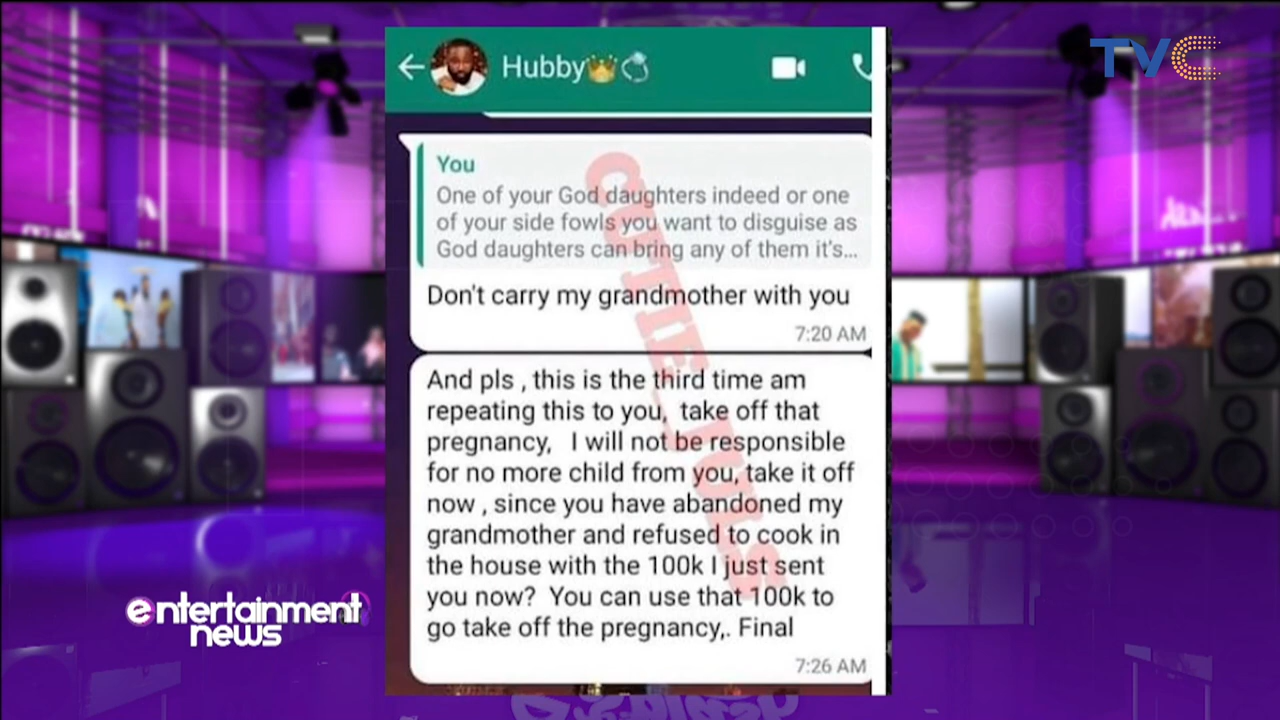 TVC
Hubby
You
One of your God daughters indeed or one
of your side fowls you want to disguise as
God daughters can bring any of them it's...
Don't carry my grandmother with you
7:20 AM
And pls , this is the third time am
repeating this to you, take off that
pregnancy, I will not be responsible
for no more child from you, take it off
now , since you have abandoned my
grandmother and refused to cook in
the house with the 100k I just sent
you now? You can use that 100k to
go take off the pregnancy,. Final
7:26 AM
CUTIE_JULS
entertainment
news